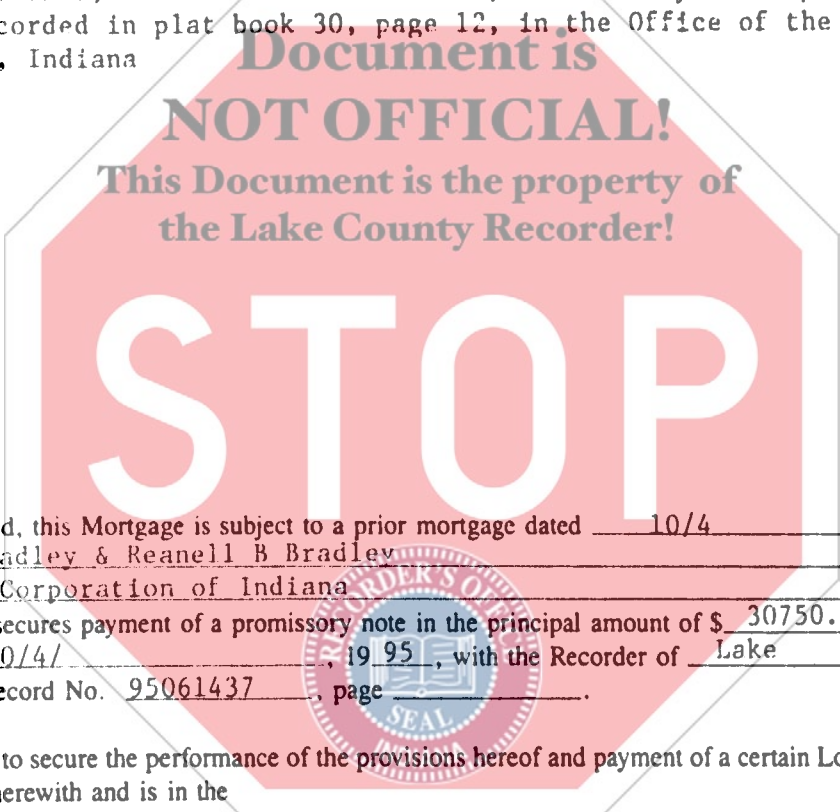 corded in plat book 30, page 12, in the Office of the
, Indiana
Document is
NOT OFFICIAL!
This Document is the property of
the Lake County Recorder!
STOP
d, this Mortgage is subject to a prior mortgage dated 10/4
adley & Reanell B Bradley
Corporation of Indiana
ecures payment of a promissory note in the principal amount of $ 30750.
0/4/ , 19 95 , with the Recorder of Lake
ecord No. 95061437 , page .
RECORDER'S OFFICE
SEAL
INDIANA
to secure the performance of the provisions hereof and payment of a certain Lo
erewith and is in the